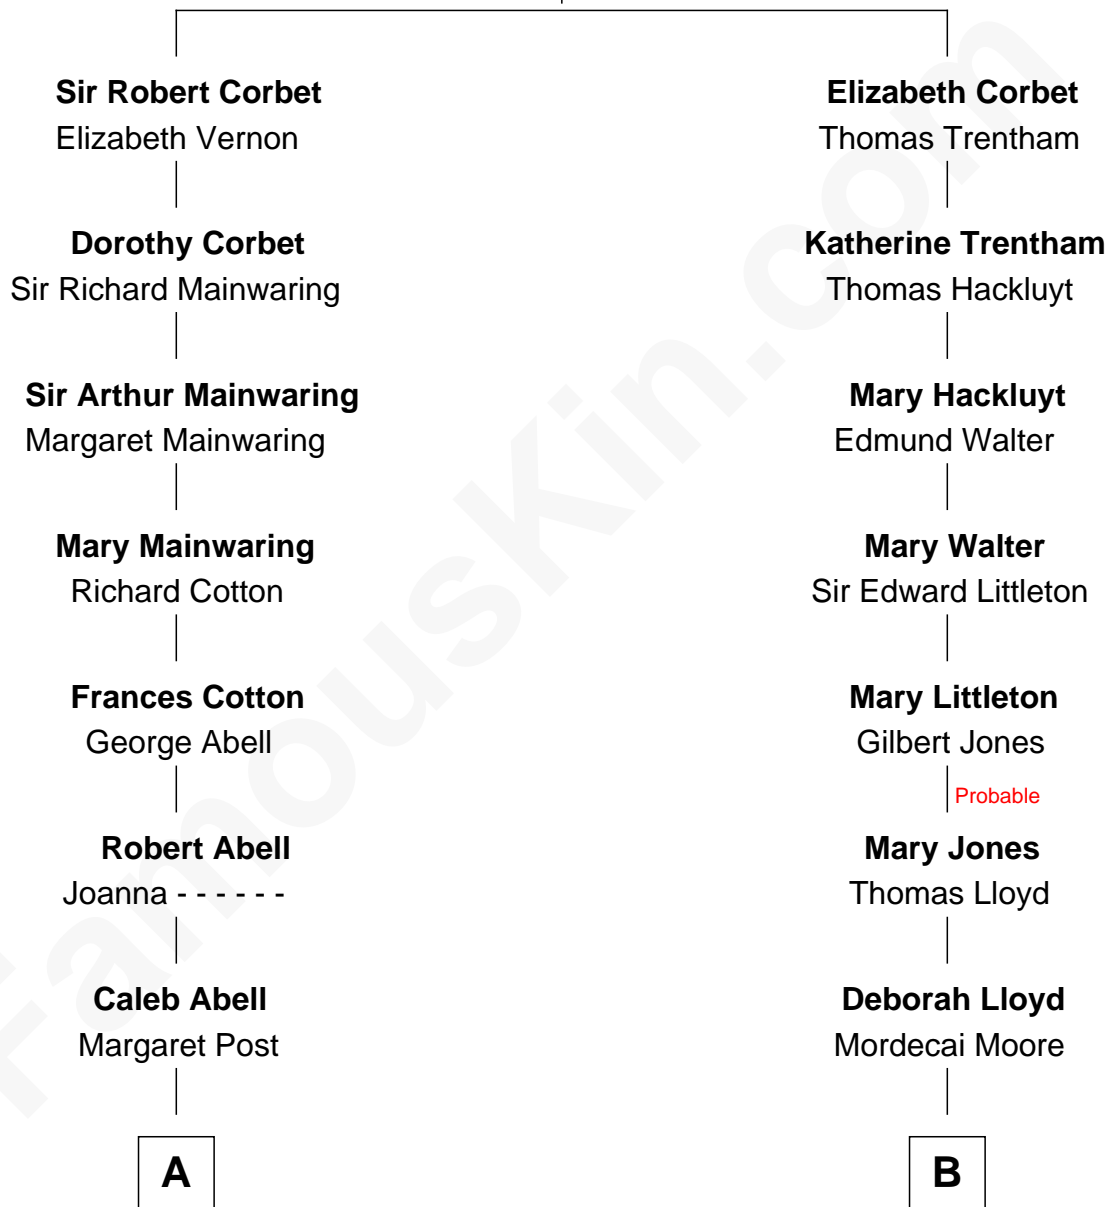 Sir Robert Corbet
Elizabeth Vernon
Dorothy Corbet
Sir Richard Mainwaring
Sir Arthur Mainwaring
Margaret Mainwaring
Mary Mainwaring
Richard Cotton
Frances Cotton
George Abell
Robert Abell
Joanna - - - - - -
Caleb Abell
Margaret Post
A
Elizabeth Corbet
Thomas Trentham
Katherine Trentham
Thomas Hackluyt
Mary Hackluyt
Edmund Walter
Mary Walter
Sir Edward Littleton
Mary Littleton
Gilbert Jones
Probable
Mary Jones
Thomas Lloyd
Deborah Lloyd
Mordecai Moore
B
FamousKin.com